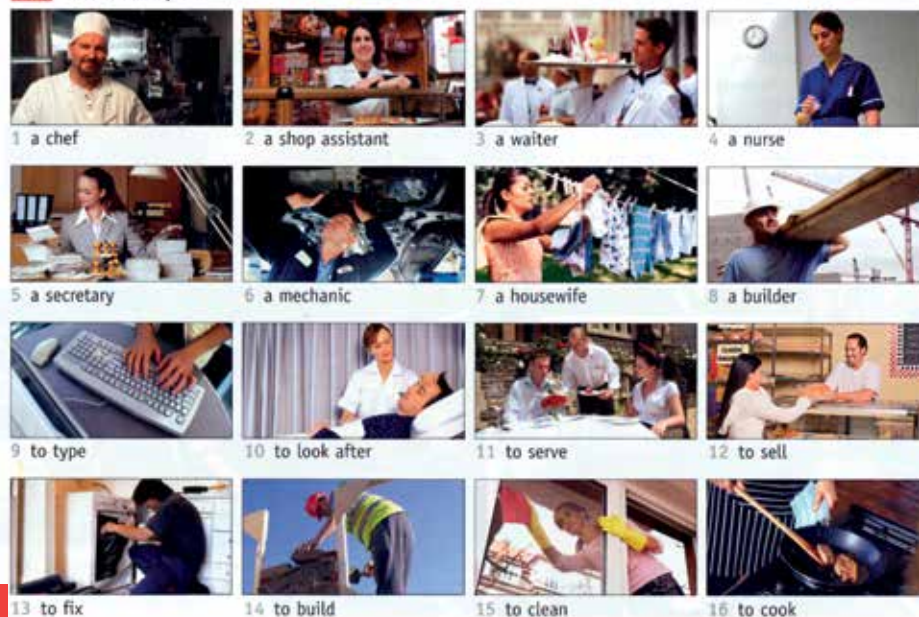 1 a chef
2 a shop assistant
3 a waiter
4 a nurse
5 a secretary
6 a mechanic
7 a housewife
8 a builder
9 to type
10 to look after
11 to serve
12 to sell
13 to fix
14 to build
15 to clean
16 to cook